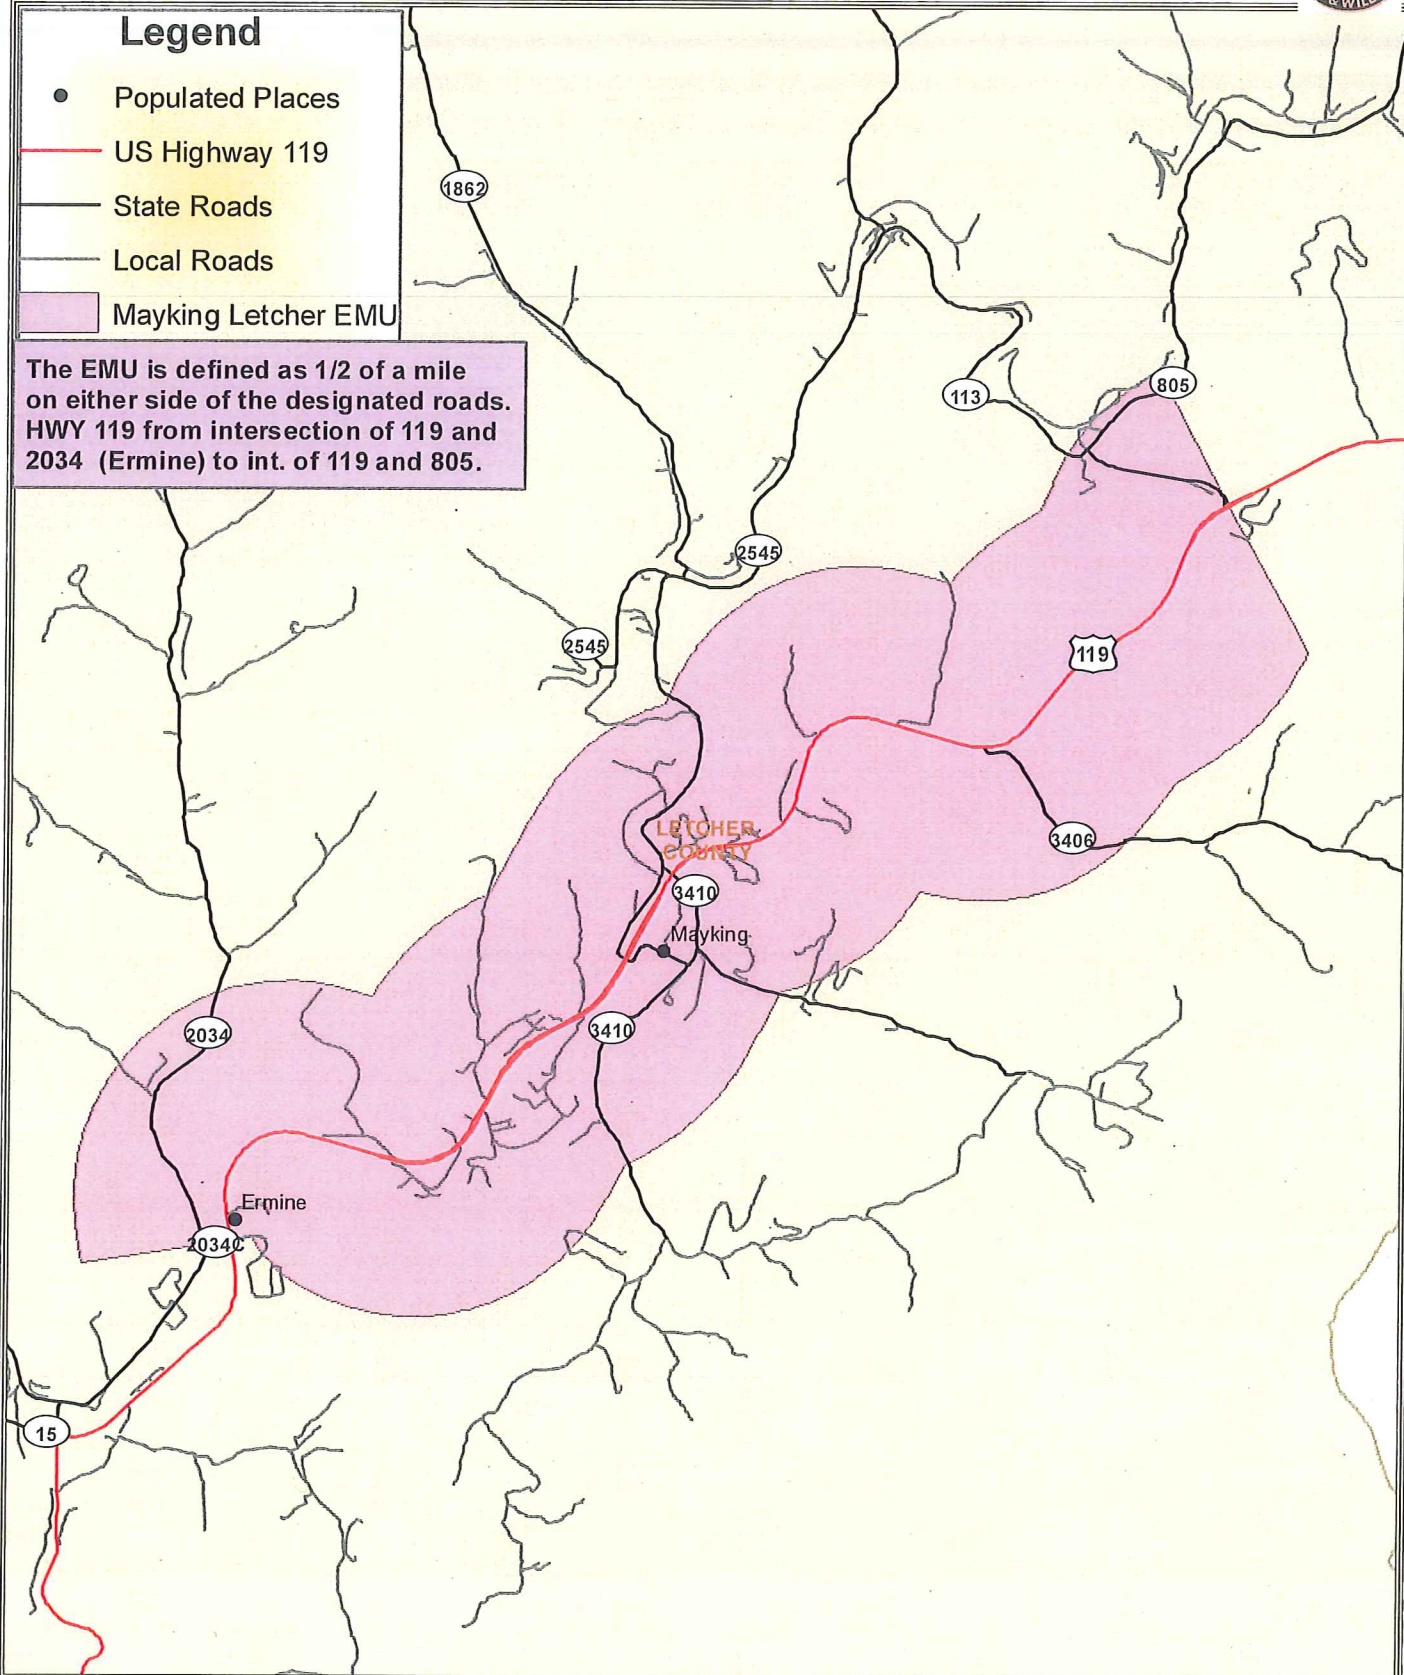 & WILD
Legend
Populated Places
US Highway 119
State Roads
Local Roads
Mayking Letcher EMU
The EMU is defined as 1/2 of a mile
on either side of the designated roads.
HWY 119 from intersection of 119 and
2034 (Ermine) to int. of 119 and 805.
1862
805
113
2545
2545
119
LETCHER
COUNTY
3406
3410
Mayking
3410
2034
Ermine
2034C
15